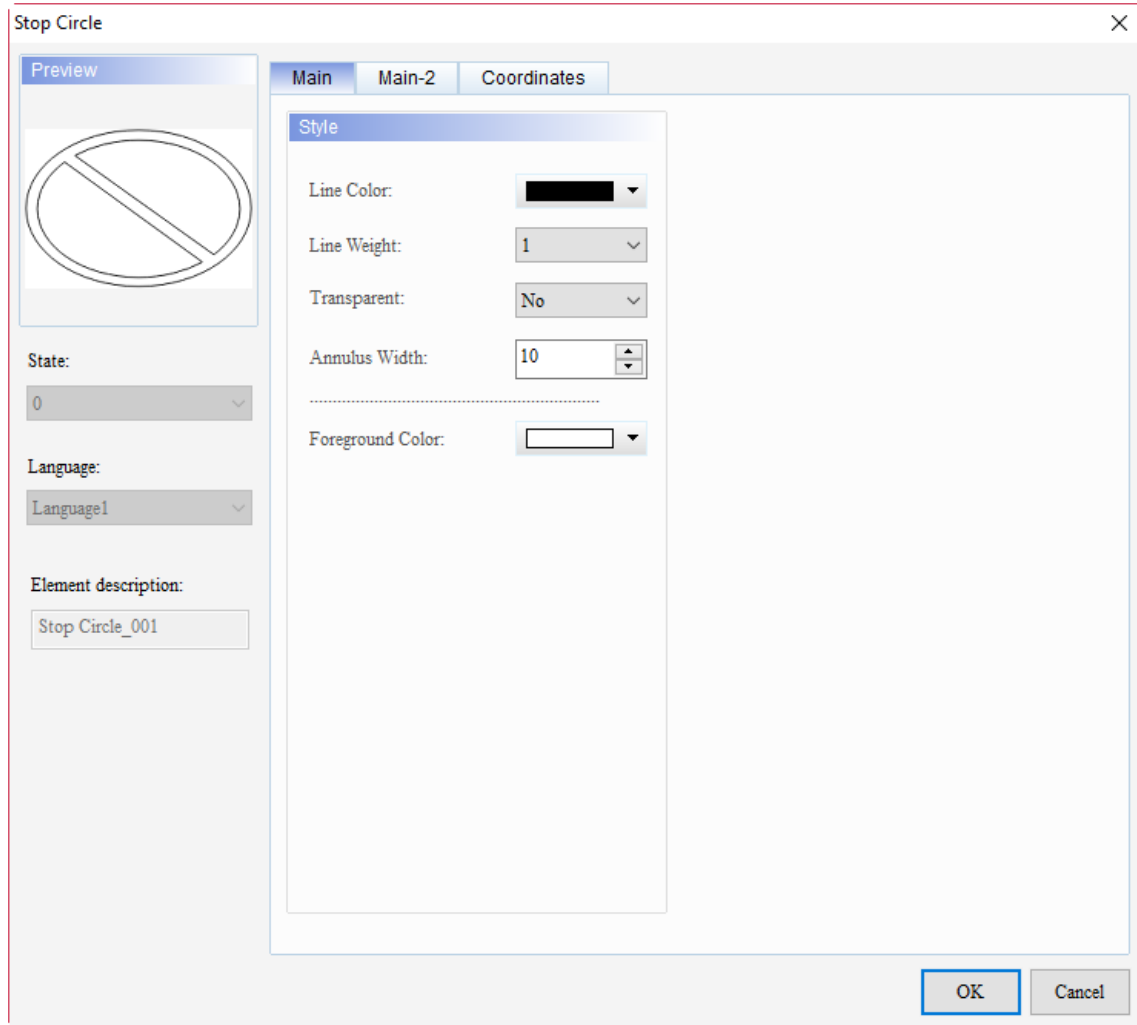 Stop Circle
Preview
Main
Main-2
Coordinates
Style
Line Color:
Line Weight:
1
Transparent:
No
Annulus Width:
10
Foreground Color:
State:
0
Language:
Language1
Element description:
Stop Circle_001
OK
Cancel